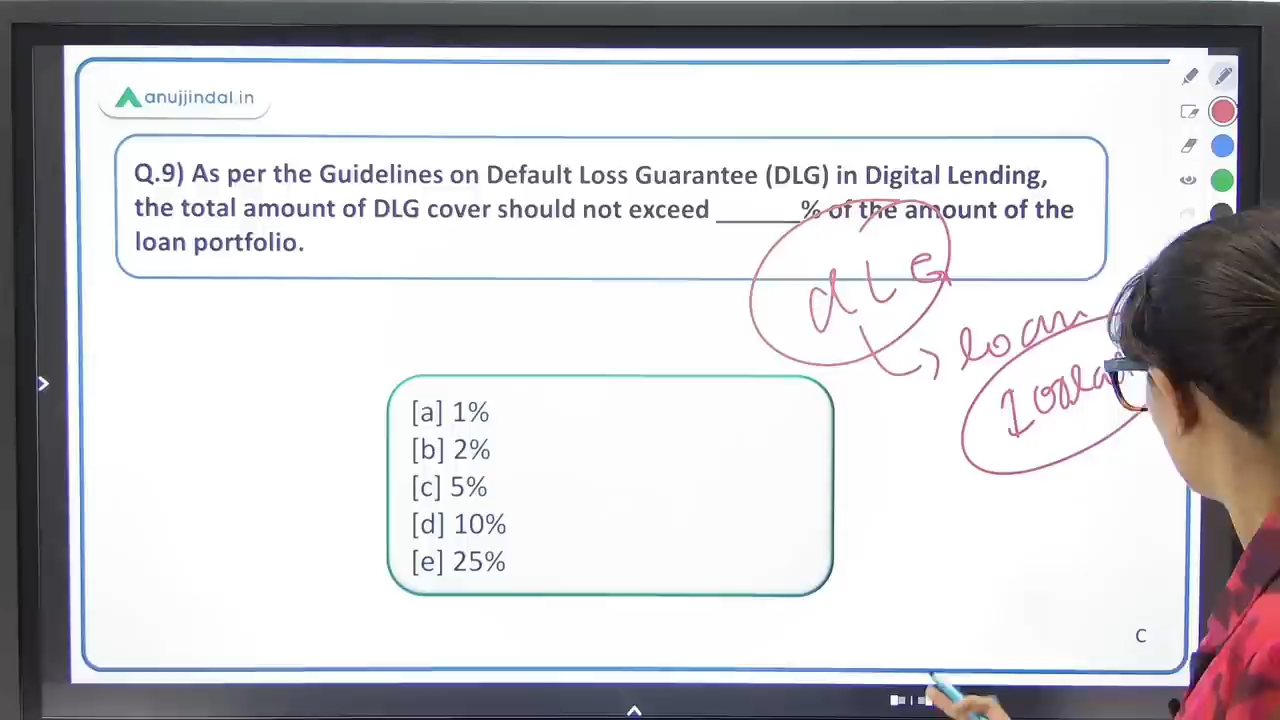 anujjindal.in
Q.9) As per the Guidelines on Default Loss Guarantee (DLG) in Digital Lending,
the total amount of DLG cover should not exceed ______% of the amount of the
loan portfolio.
dLG
loan
[a] 1%
[b] 2%
[c] 5%
[d] 10%
[e] 25%
C